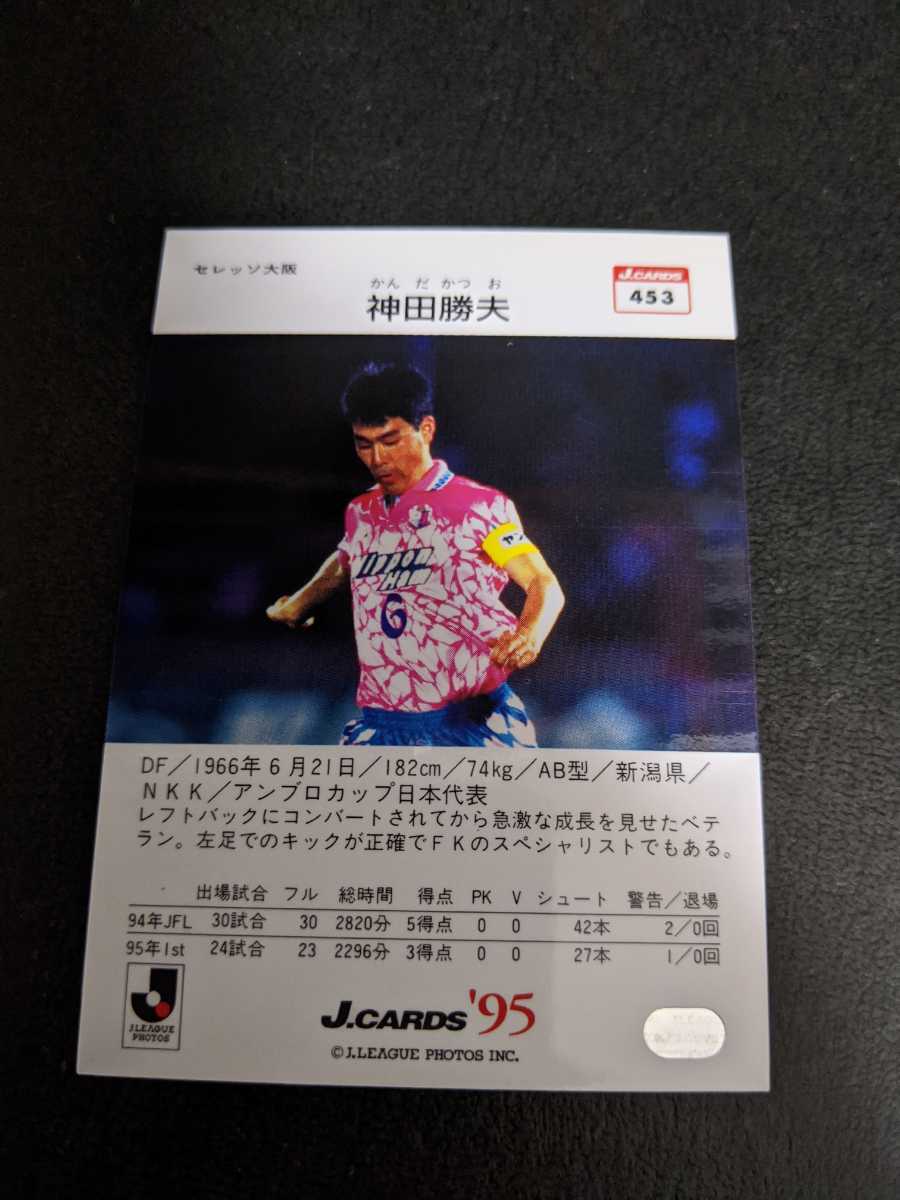 セレッソ大阪
J.CARDS
453
かん だ かつ お
神田勝夫
NIPPON
HAM
6
DF／1966年6月21日／182cm／74kg／AB型／新潟県／
NKK／アンブロカップ日本代表
レフトバックにコンバートされてから急激な成長を見せたベテ
ラン。左足でのキックが正確でＦＫのスペシャリストでもある。
出場試合 フル 総時間 得点 PK V シュート 警告／退場
94年JFL 30試合 30 2820分 5得点 0 0 42本 2／0回
95年1st 24試合 23 2296分 3得点 0 0 27本 1／0回
J.LEAGUE
PHOTOS
J.CARDS '95
©J.LEAGUE PHOTOS INC.